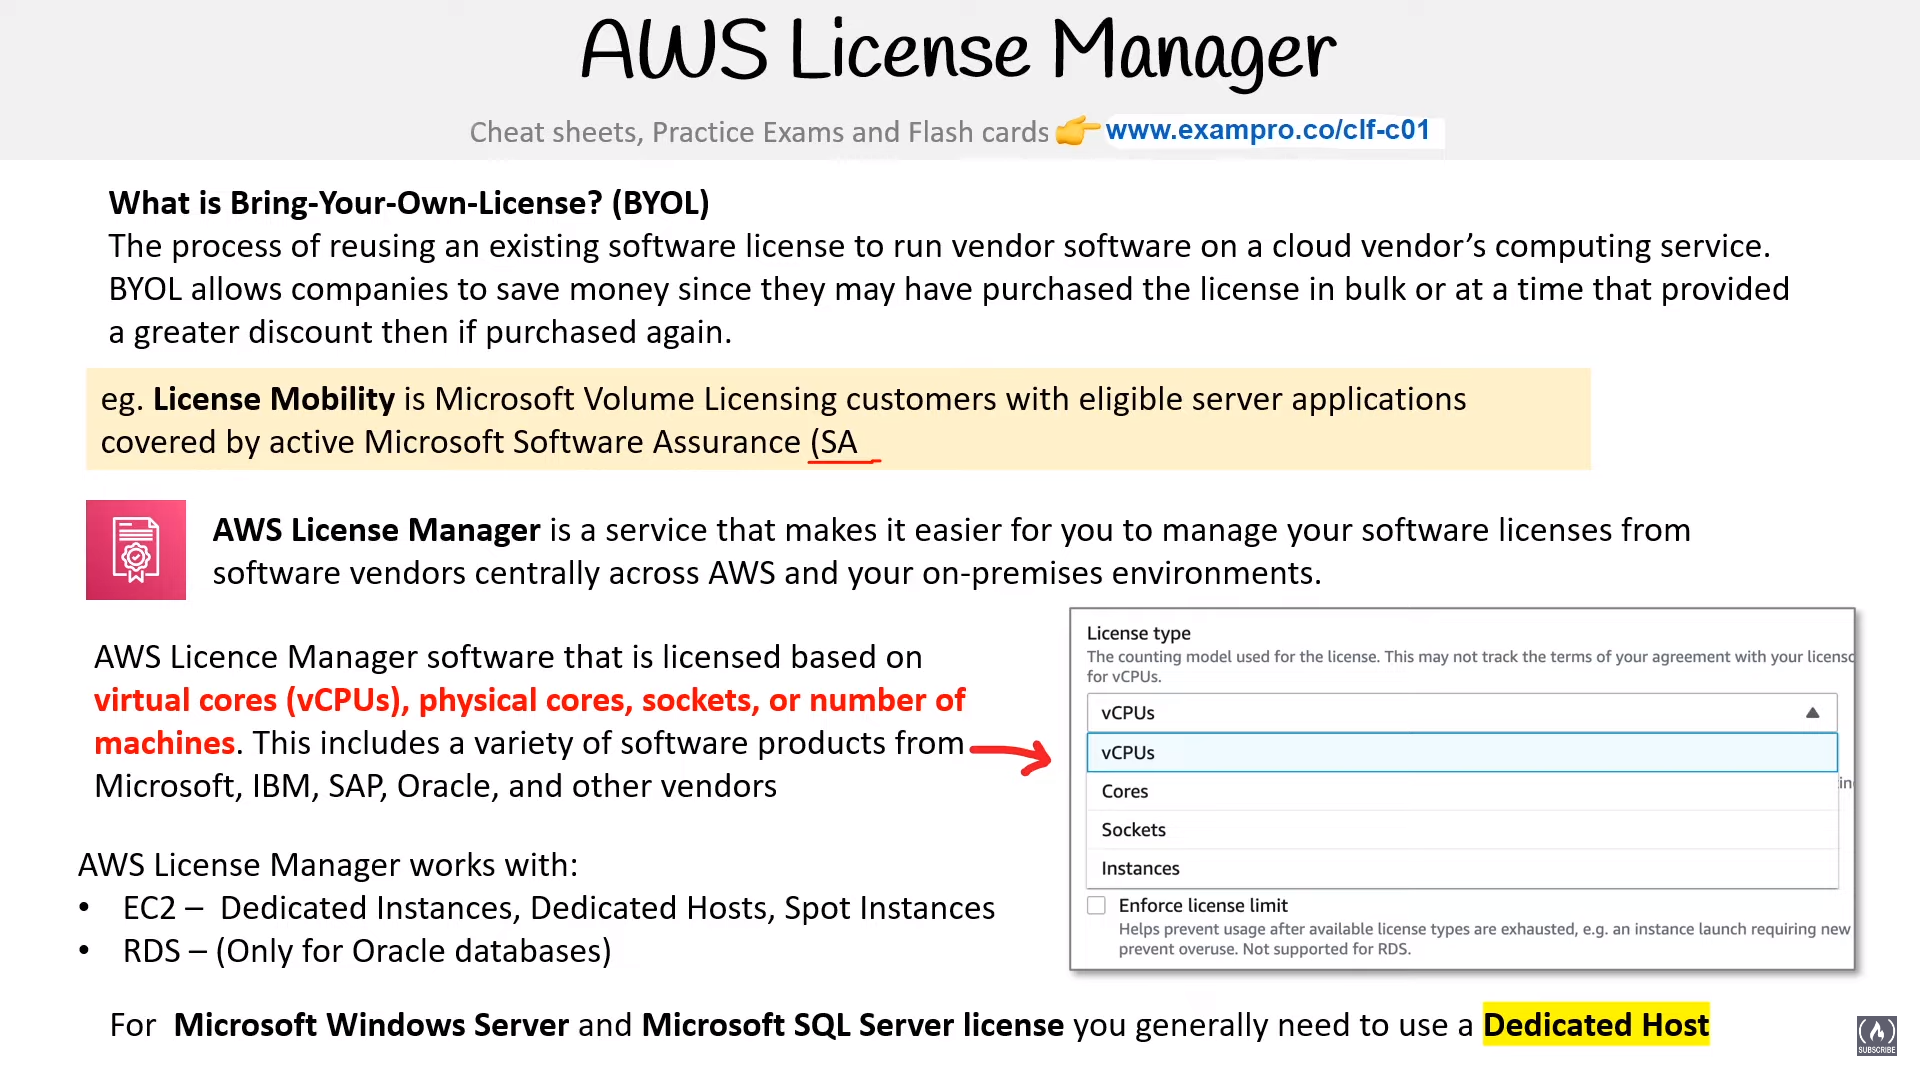 AWS License Manager
Cheat sheets, Practice Exams and Flash cards 👉 www.exampro.co/clf-c01
What is Bring-Your-Own-License? (BYOL)
The process of reusing an existing software license to run vendor software on a cloud vendor’s computing service.
BYOL allows companies to save money since they may have purchased the license in bulk or at a time that provided
a greater discount then if purchased again.
eg. License Mobility is Microsoft Volume Licensing customers with eligible server applications
covered by active Microsoft Software Assurance (SA
AWS License Manager is a service that makes it easier for you to manage your software licenses from
software vendors centrally across AWS and your on-premises environments.
AWS Licence Manager software that is licensed based on
virtual cores (vCPUs), physical cores, sockets, or number of
machines. This includes a variety of software products from
Microsoft, IBM, SAP, Oracle, and other vendors
License type
The counting model used for the license. This may not track the terms of your agreement with your
for vCPUs.
vCPUs
vCPUs
Cores
Sockets
Instances
Enforce license limit
Helps prevent usage after available license types are exhausted, e.g. an instance launch requiring new
prevent overuse. Not supported for RDS.
AWS License Manager works with:
• EC2 – Dedicated Instances, Dedicated Hosts, Spot Instances
• RDS – (Only for Oracle databases)
For Microsoft Windows Server and Microsoft SQL Server license you generally need to use a Dedicated Host
SUBSCRIBE